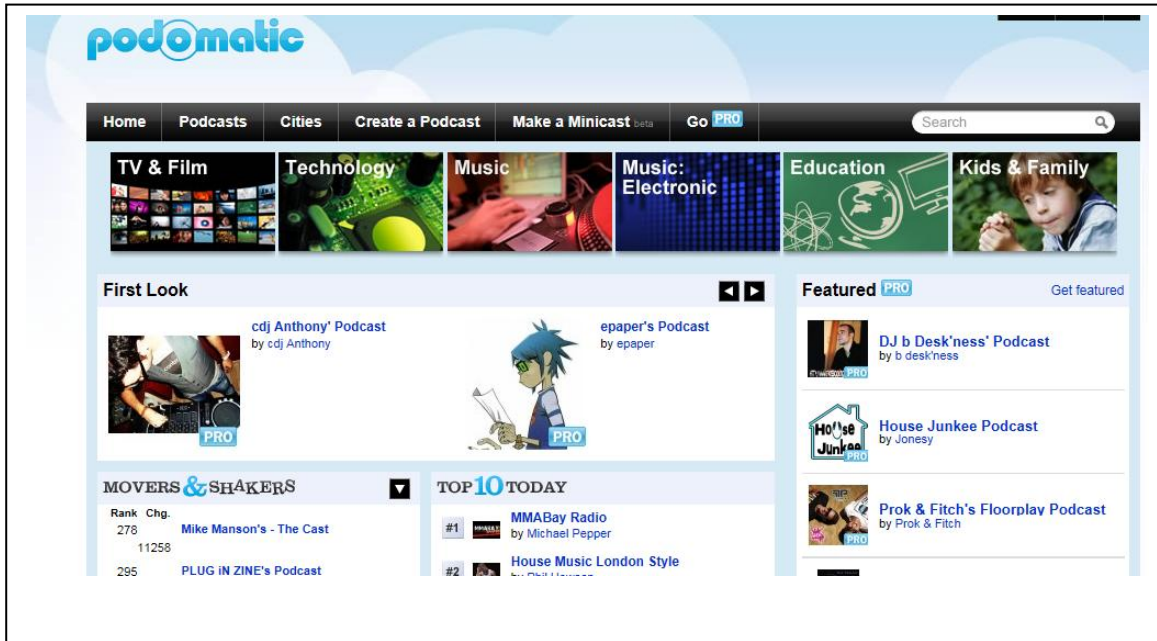 podomatic
Home Podcasts Cities Create a Podcast Make a Minicast beta Go PRO Search
TV & Film
Technology
Music
Music:
Electronic
Education
Kids & Family
First Look
cdj Anthony' Podcast
by cdj Anthony
PRO
epaper's Podcast
by epaper
PRO
Featured PRO Get featured
DJ b Desk'ness' Podcast
by b desk'ness
PRO
House Junkee Podcast
by Jonesy
House
Junkee
PRO
Prok & Fitch's Floorplay Podcast
by Prok & Fitch
PRO
MOVERS & SHAKERS
Rank Chg.
278 Mike Manson's - The Cast
11258
295 PLUG iN ZINE's Podcast
TOP 10 TODAY
#1 MMABay Radio
by Michael Pepper
#2 House Music London Style